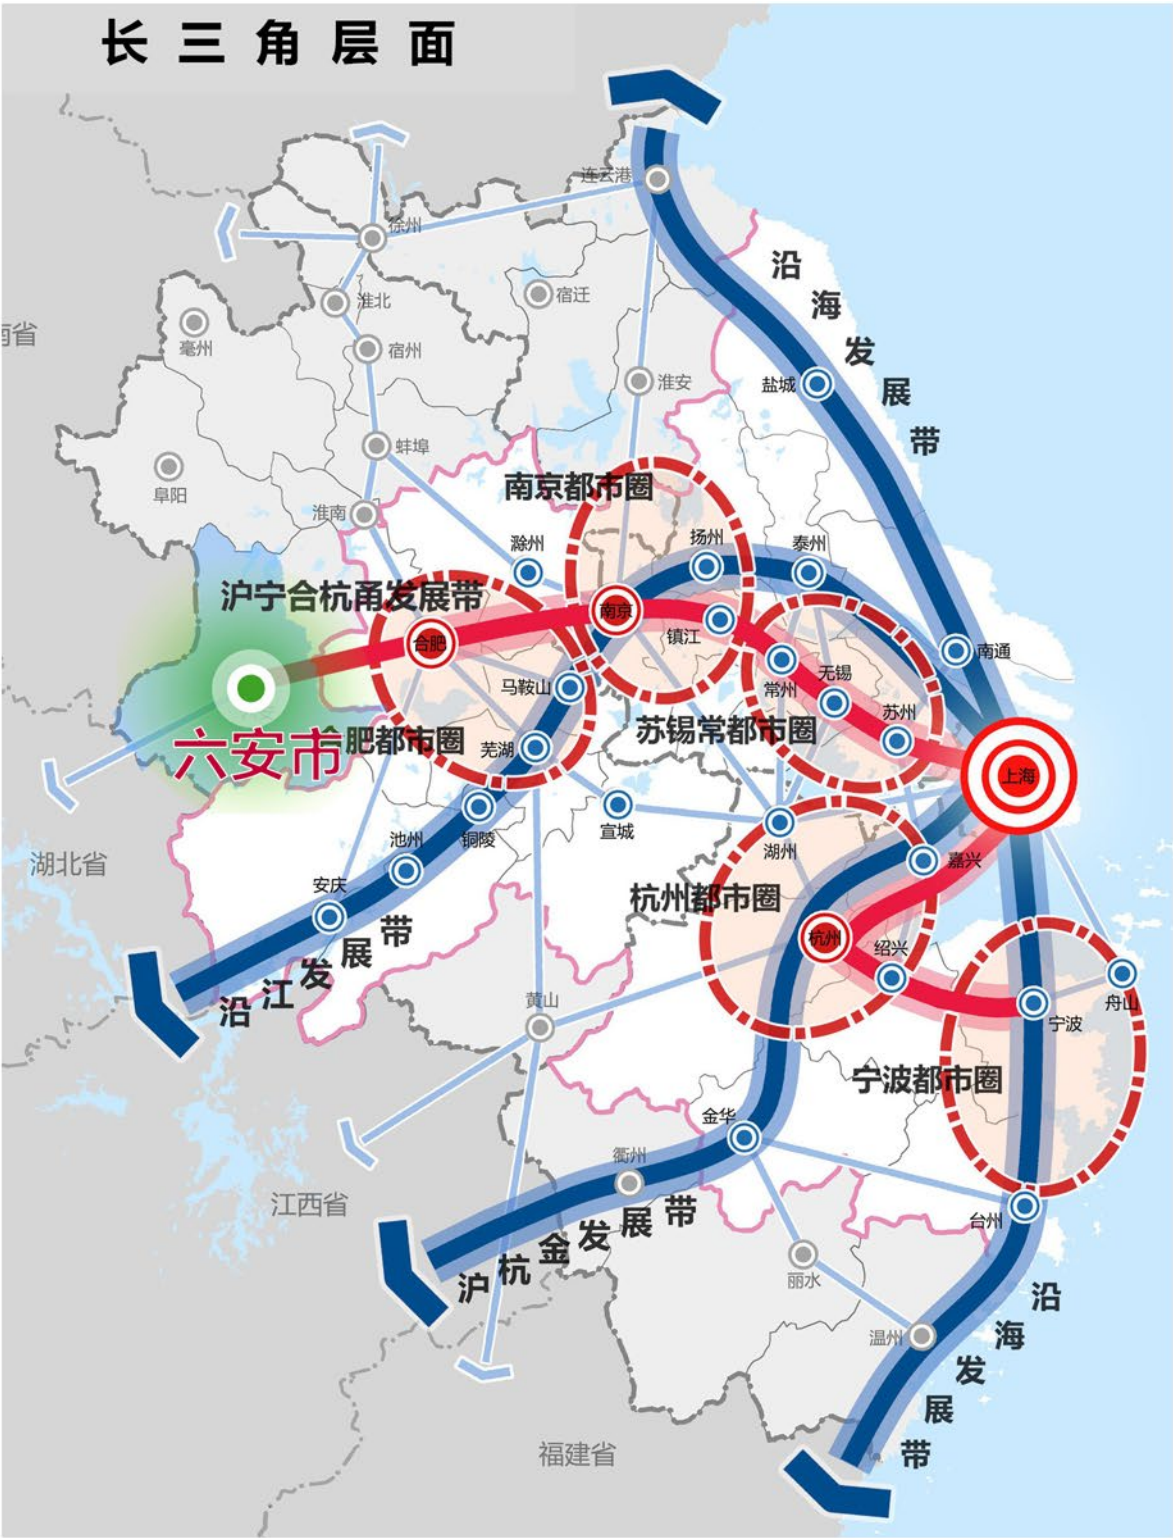 长三角层面
连云港
徐州
沿海发展带
宿迁
淮北
南省
亳州
宿州
淮安
盐城
蚌埠
阜阳
南京都市圈
淮南
滁州
扬州
泰州
沪宁合杭甬发展带
南京
镇江
合肥
南通
常州
无锡
马鞍山
苏州
六安市
合肥都市圈
芜湖
苏锡常都市圈
上海
宣城
铜陵
湖州
池州
湖北省
嘉兴
安庆
杭州都市圈
杭州
绍兴
沿江发展带
黄山
舟山
宁波
宁波都市圈
金华
衢州
江西省
台州
沪杭金发展带
丽水
温州
沿海发展带
福建省